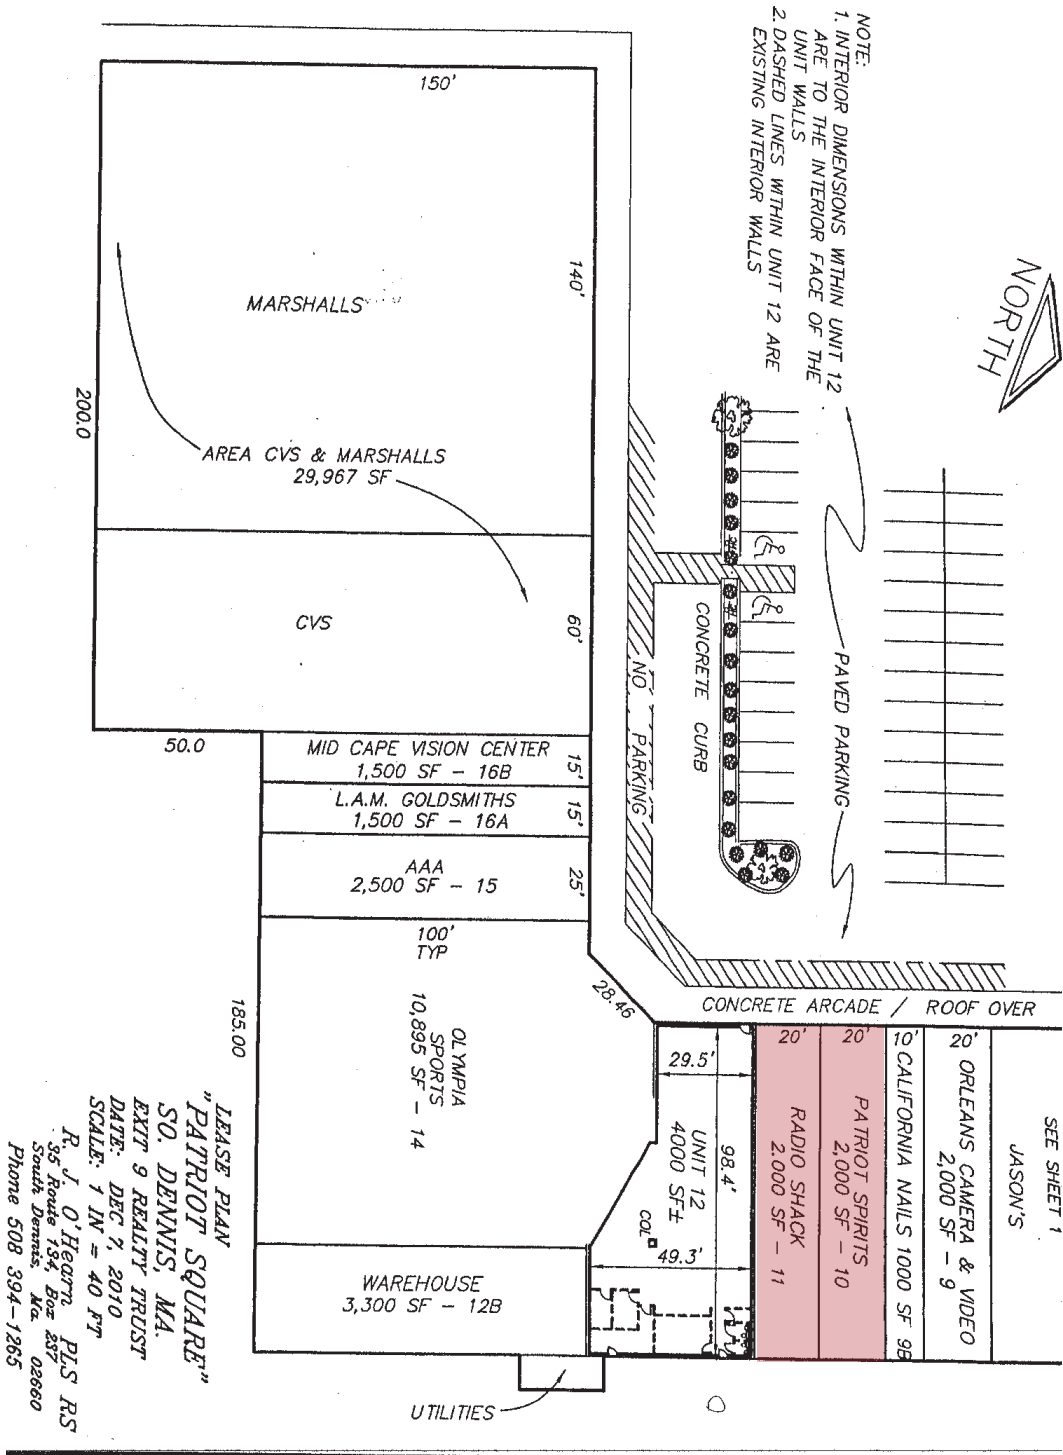 NOTE:
1. INTERIOR DIMENSIONS WITHIN UNIT 12
ARE TO THE INTERIOR FACE OF THE
UNIT WALLS
2. DASHED LINES WITHIN UNIT 12 ARE
EXISTING INTERIOR WALLS
NORTH
150'
140'
MARSHALLS
200.0
AREA CVS & MARSHALLS
29,967 SF
CVS
60'
50.0
NO PARKING
CONCRETE CURB
PAVED PARKING
MID CAPE VISION CENTER
1,500 SF - 16B
15'
L.A.M. GOLDSMITHS
1,500 SF - 16A
15'
AAA
2,500 SF - 15
25'
100'
TYP
28.46
OLYMPIA
SPORTS
10,895 SF - 14
185.00
WAREHOUSE
3,300 SF - 12B
UTILITIES
CONCRETE ARCADE / ROOF OVER
29.5'
98.4'
UNIT 12
4000 SF±
COL
49.3'
20'
RADIO SHACK
2.000 SF - 11
20'
PATRIOT SPIRITS
2,000 SF - 10
10'
CALIFORNIA NAILS 1000 SF 9B
20'
ORLEANS CAMERA & VIDEO
2,000 SF - 9
JASON'S
SEE SHEET 1
LEASE PLAN
"PATRIOT SQUARE"
SO. DENNIS, MA.
EXIT 9 REALTY TRUST
DATE: DEC 7, 2010
SCALE: 1 IN = 40 FT
R. J. O'Hearn PLS RS
35 Route 134, Box 237
South Dennis, Ma. 02660
Phone 508 394-1265